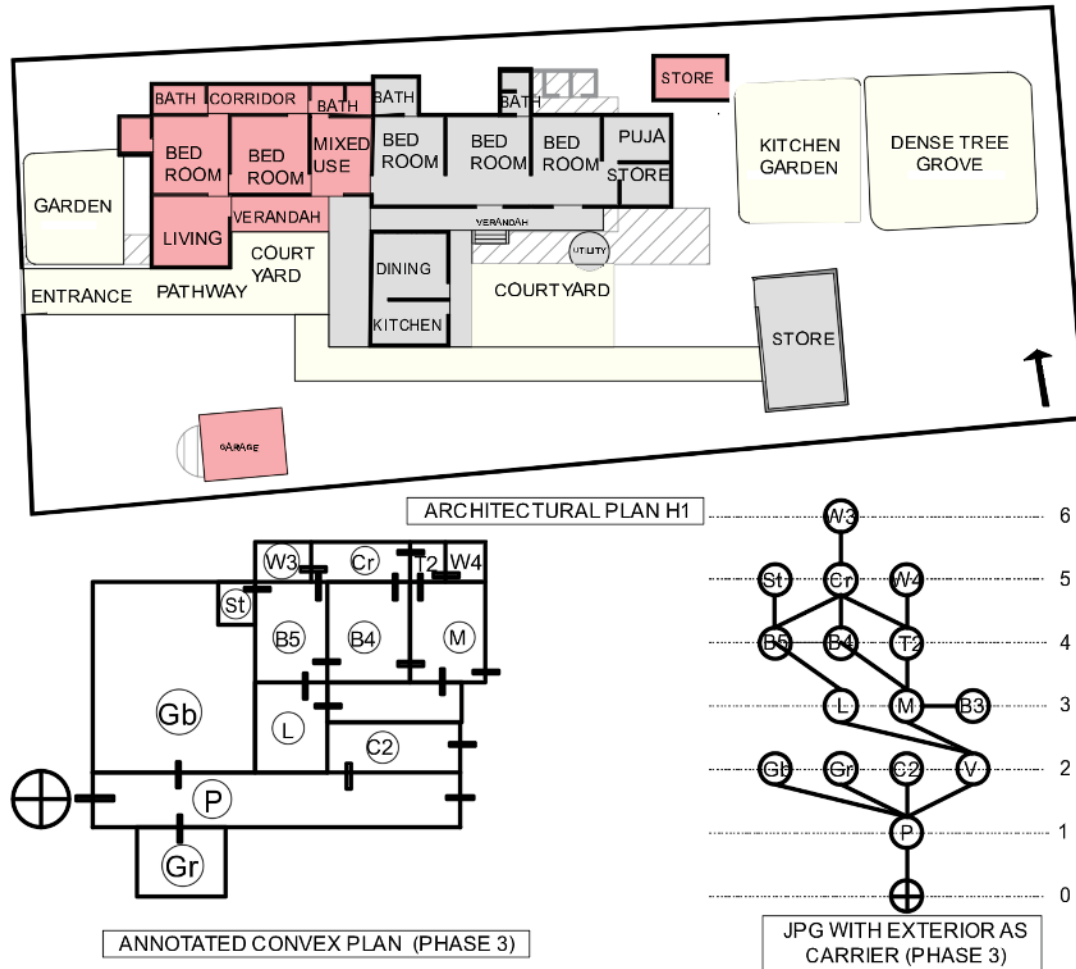 STORE
BATH
CORRIDOR
BATH
BATH
BATH
BED
ROOM
BED
ROOM
MIXED
USE
BED
ROOM
BED
ROOM
BED
ROOM
PUJA
STORE
KITCHEN
GARDEN
DENSE TREE
GROVE
GARDEN
LIVING
VERANDAH
VERANDAH
COURT
YARD
UTILITY
DINING
ENTRANCE
PATHWAY
COURTYARD
KITCHEN
STORE
GARAGE
ARCHITECTURAL PLAN H1
W3
Cr
T2
W4
St
B5
B4
M
Gb
L
C2
P
Gr
ANNOTATED CONVEX PLAN (PHASE 3)
W3
6
St
Cr
W4
5
B5
B4
T2
4
L
M
B3
3
Gb
Gr
C2
V
2
P
1
0
JPG WITH EXTERIOR AS
CARRIER (PHASE 3)